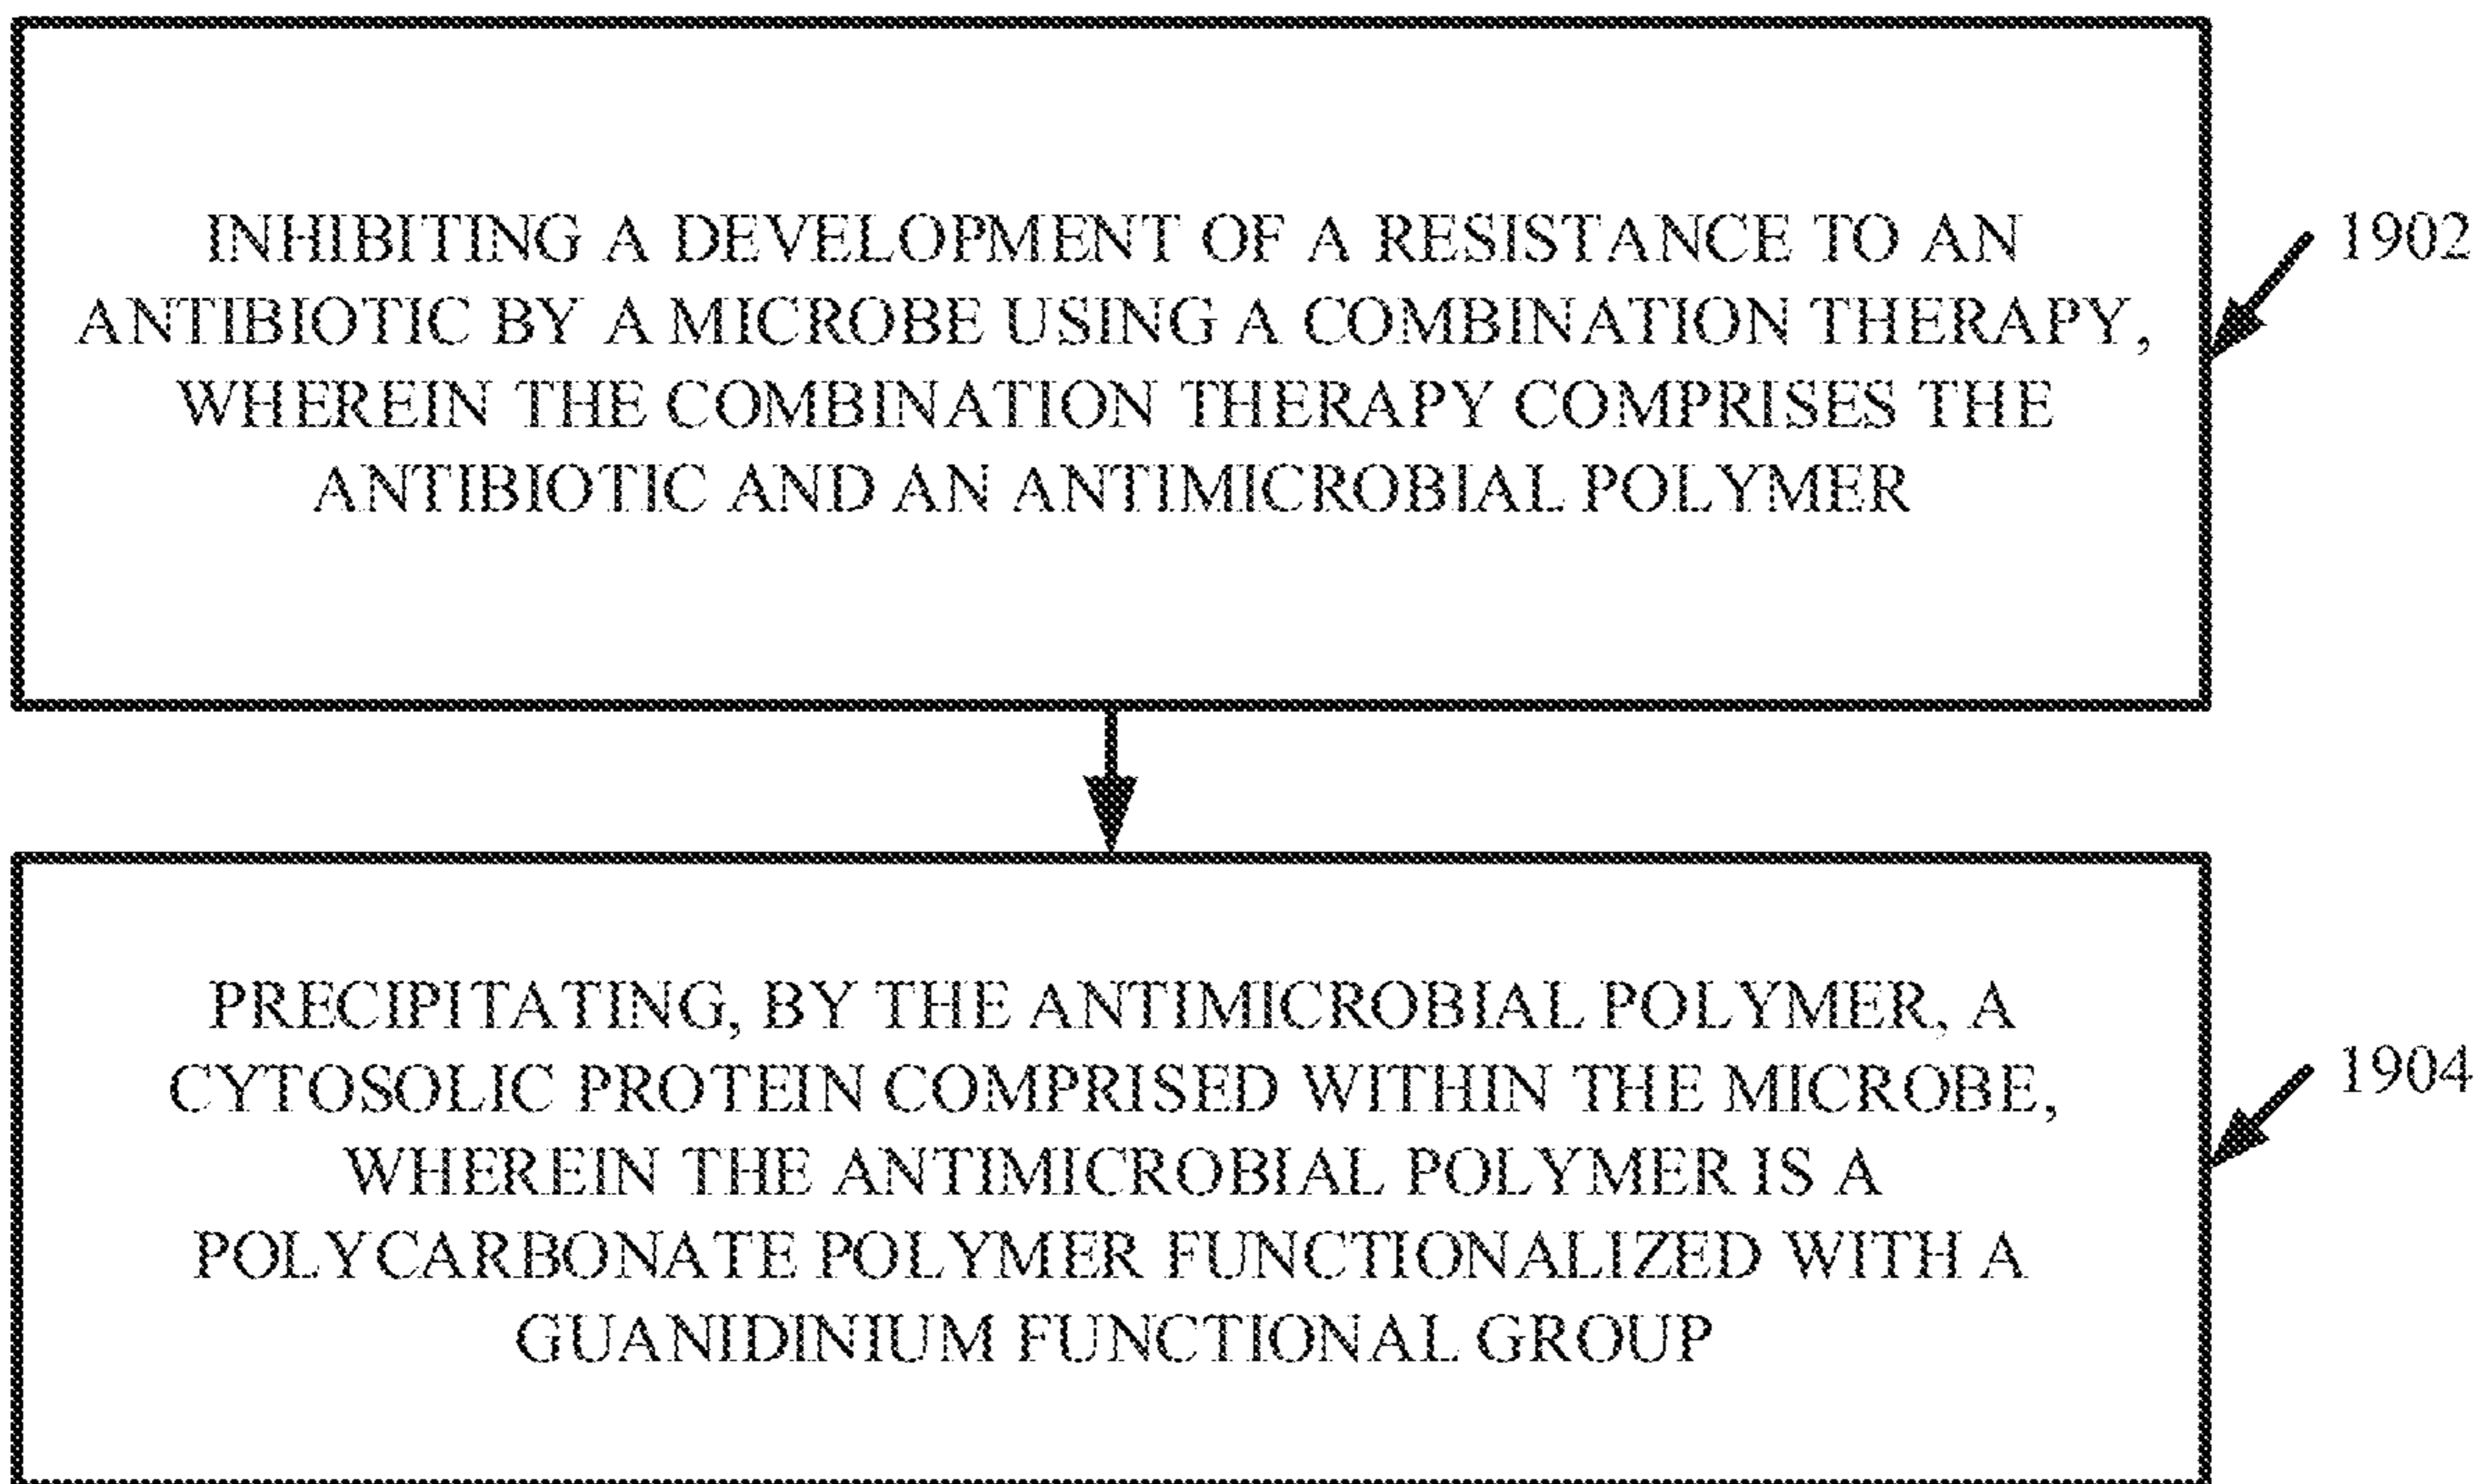 INHIBITING A DEVELOPMENT OF A RESISTANCE TO AN
ANTIBIOTIC BY A MICROBE USING A COMBINATION THERAPY,
WHEREIN THE COMBINATION THERAPY COMPRISES THE
ANTIBIOTIC AND AN ANTIMICROBIAL POLYMER
1902
PRECIPITATING, BY THE ANTIMICROBIAL POLYMER, A
CYTOSOLIC PROTEIN COMPRISED WITHIN THE MICROBE,
WHEREIN THE ANTIMICROBIAL POLYMER IS A
POLYCARBONATE POLYMER FUNCTIONALIZED WITH A
GUANIDINIUM FUNCTIONAL GROUP
1904